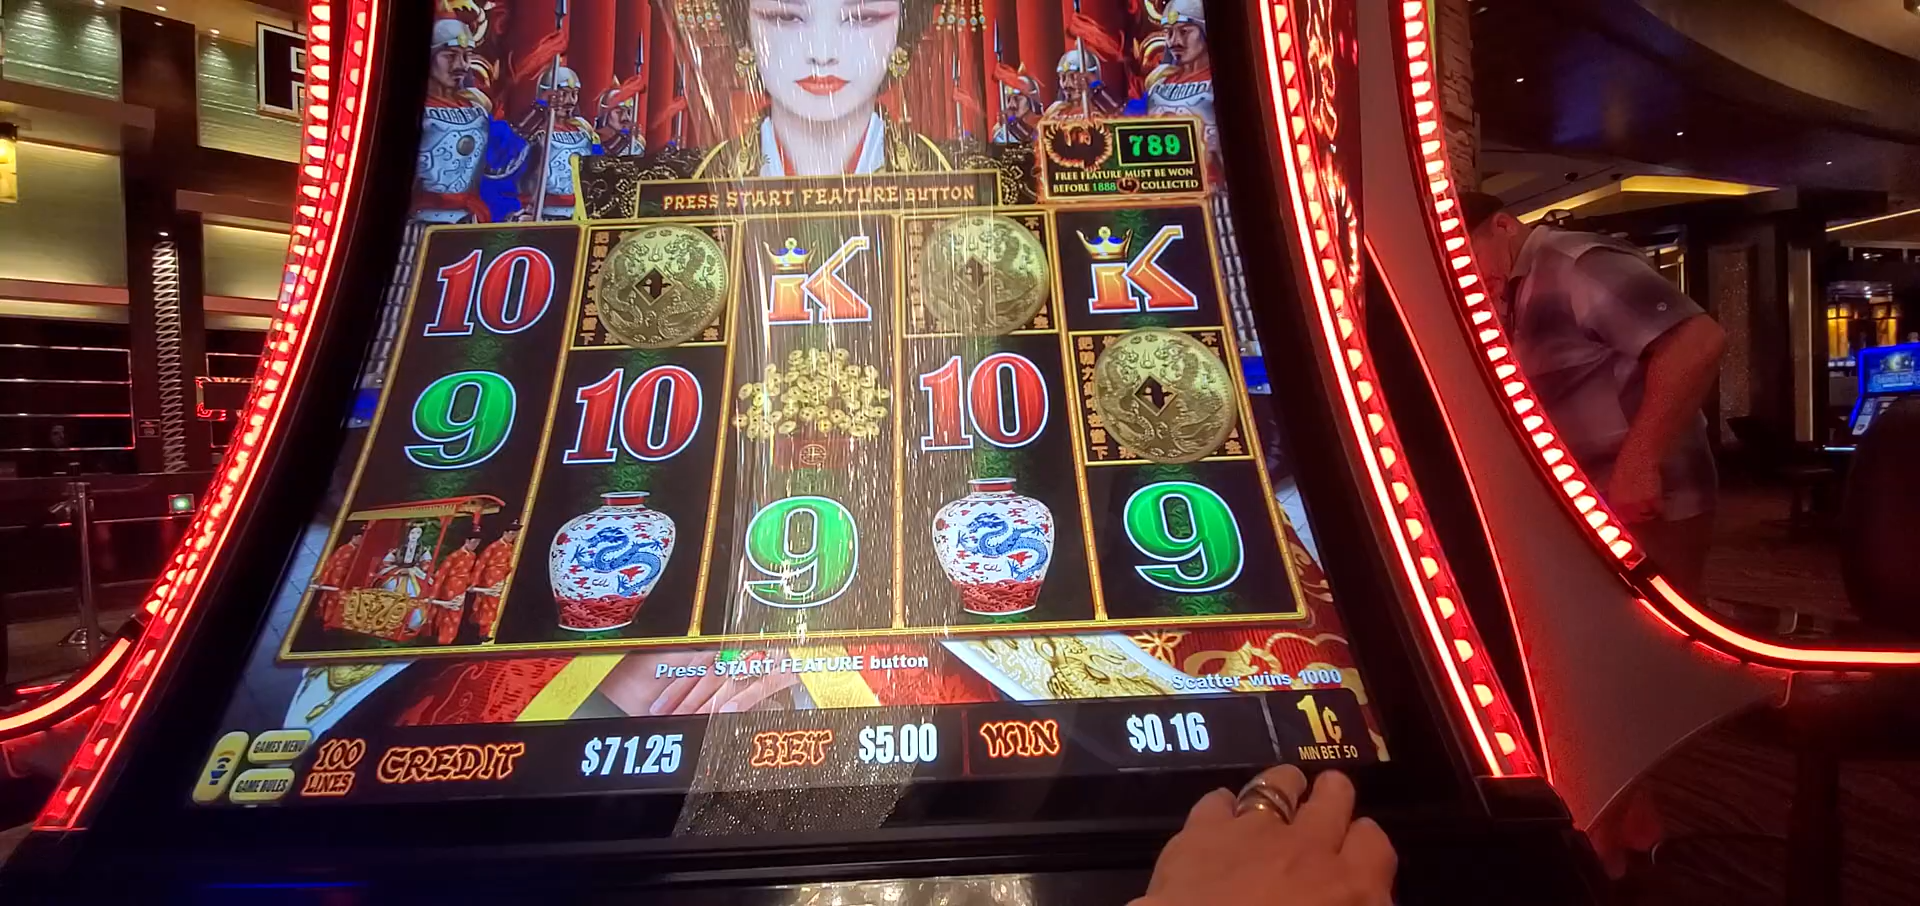 789
FREE FEATURE MUST BE WON
BEFORE 1888 COLLECTED
PRESS START FEATURE BUTTON
10
K
K
9
10
10
9
9
Press START FEATURE button
Scatter wins 1000
GAMES MENU
GAME RULES
100
LINES
CREDIT
$71.25
BET
$5.00
WIN
$0.16
1¢
MIN BET 50